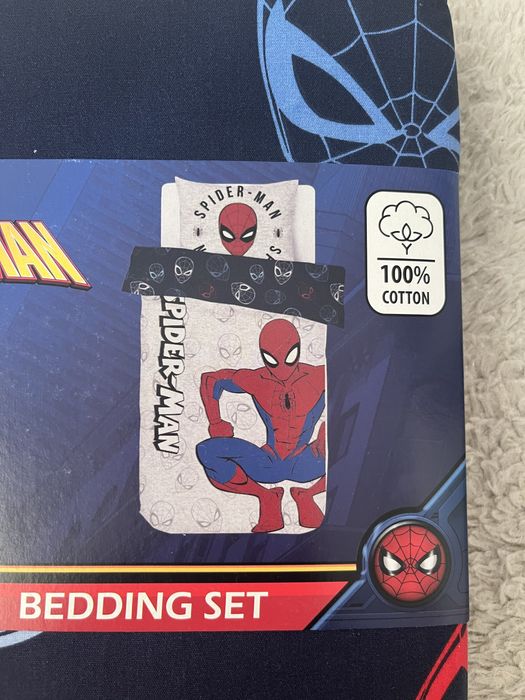 SPIDER-MAN
MAN
100%
COTTON
SPIDER-MAN
BEDDING SET